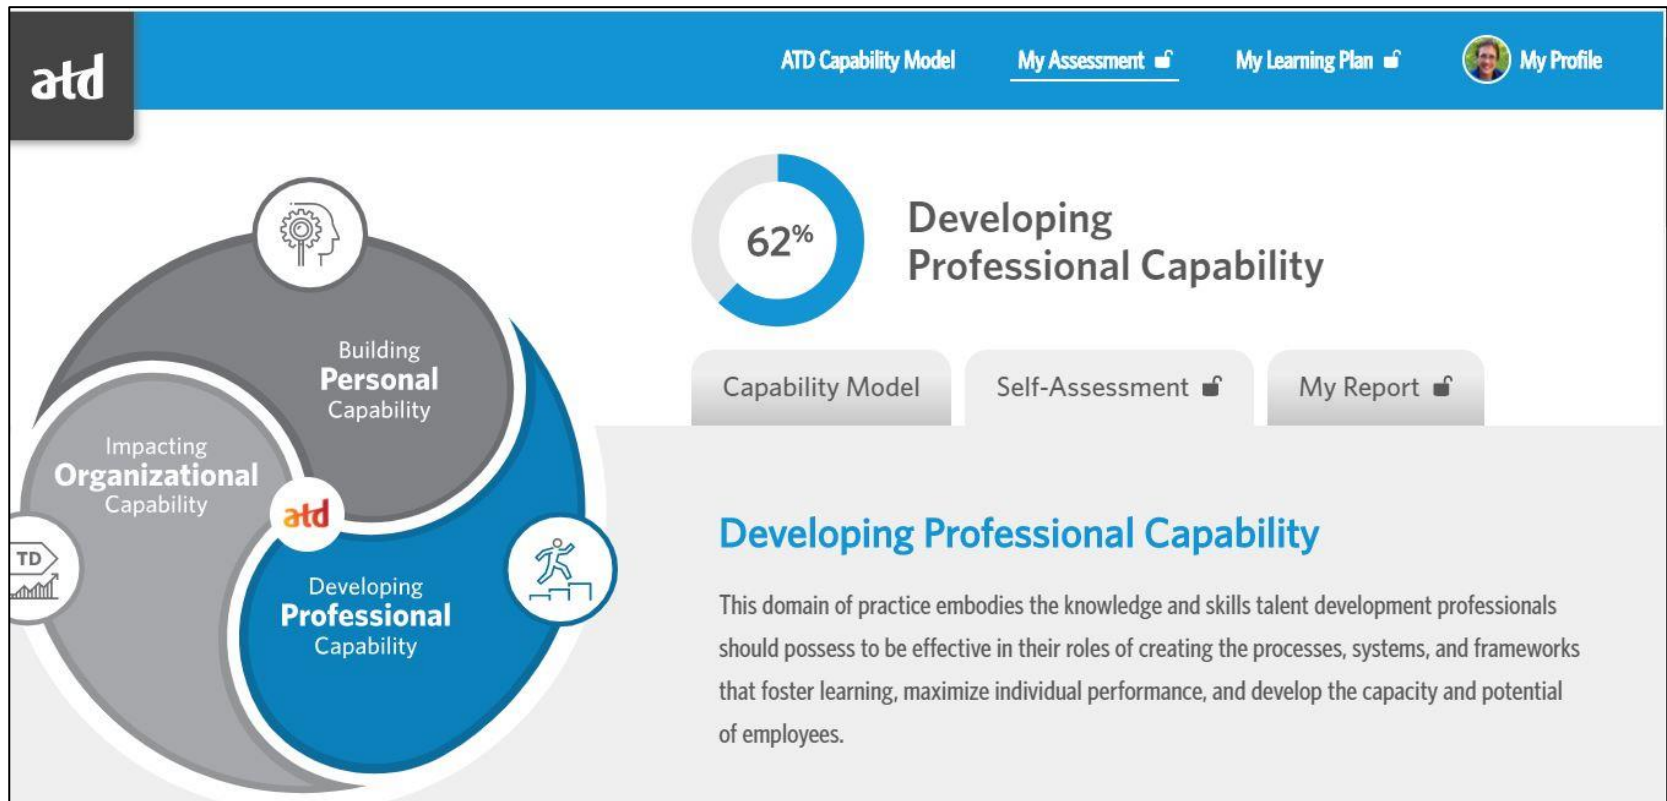 atd
ATD Capability Model
My Assessment
My Learning Plan
My Profile
62%
Developing
Professional Capability
Capability Model
Self-Assessment
My Report
Building
Personal
Capability
Impacting
Organizational
Capability
atd
TD
Developing
Professional
Capability
Developing Professional Capability
This domain of practice embodies the knowledge and skills talent development professionals
should possess to be effective in their roles of creating the processes, systems, and frameworks
that foster learning, maximize individual performance, and develop the capacity and potential
of employees.